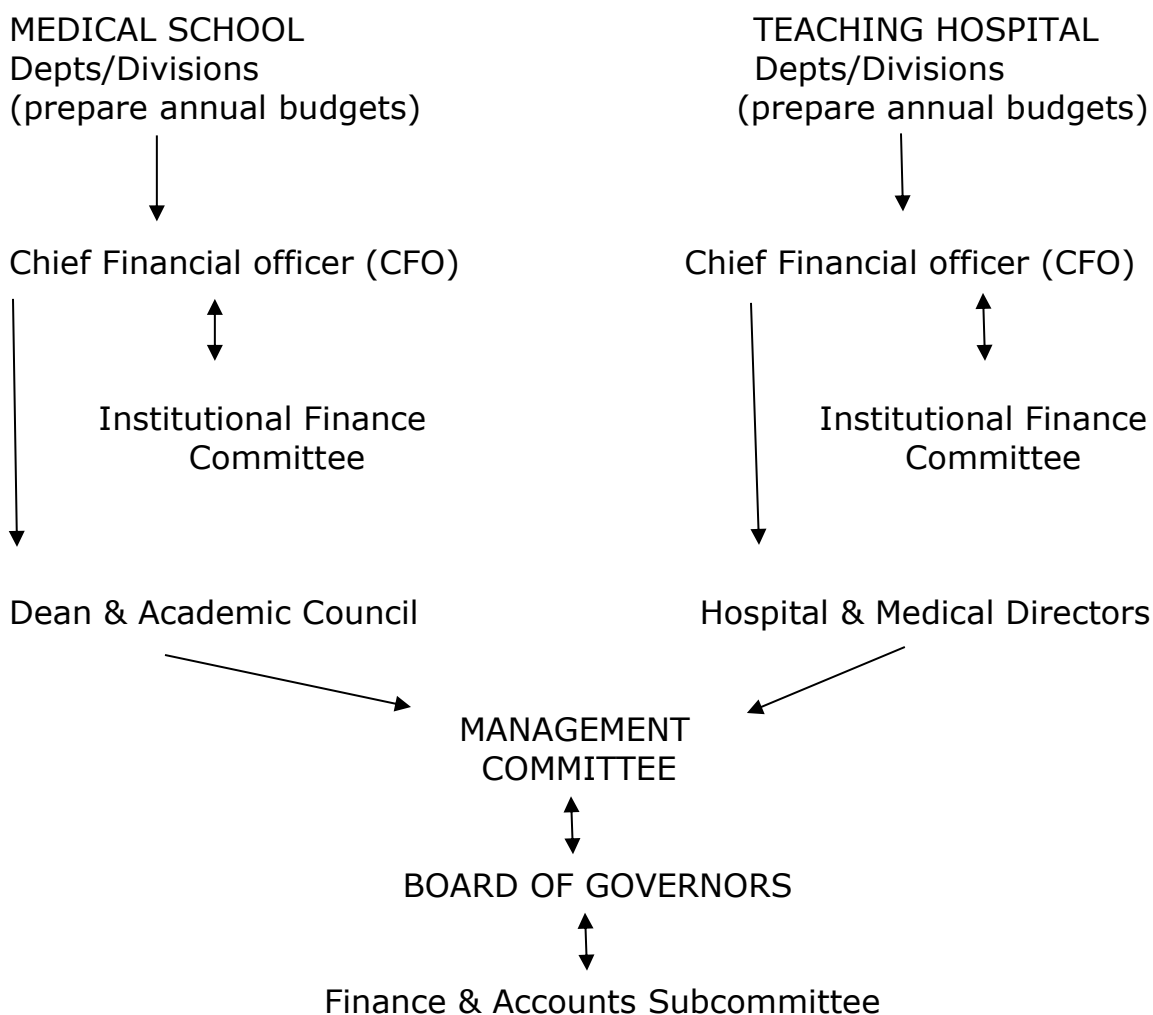 MEDICAL SCHOOL
Depts/Divisions
(prepare annual budgets)
TEACHING HOSPITAL
Depts/Divisions
(prepare annual budgets)
Chief Financial officer (CFO)
Chief Financial officer (CFO)
Institutional Finance
Committee
Institutional Finance
Committee
Dean & Academic Council
Hospital & Medical Directors
MANAGEMENT
COMMITTEE
BOARD OF GOVERNORS
Finance & Accounts Subcommittee